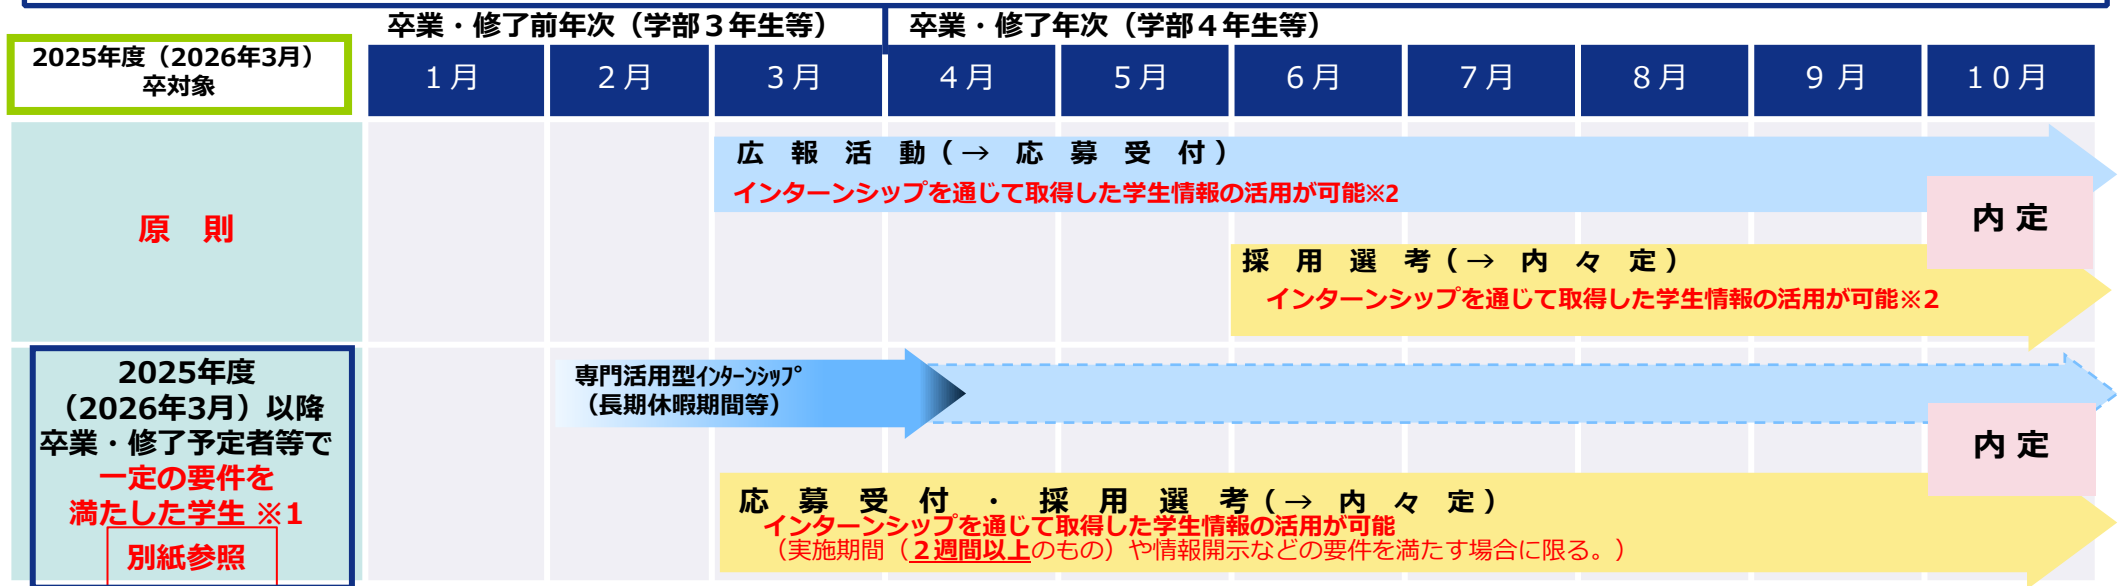 卒業・修了前年次（学部３年生等）
卒業・修了年次（学部４年生等）
2025年度（2026年3月）
卒対象
１月
２月
３月
４月
５月
６月
７月
８月
９月
１０月
原　則
広　報　活　動（→　応　募　受　付）
インターンシップを通じて取得した学生情報の活用が可能※2
内 定
採　用　選　考（→　内　々　定）
インターンシップを通じて取得した学生情報の活用が可能※2
2025年度
（2026年3月）以降
卒業・修了予定者等で
一定の要件を
満たした学生 ※1
別紙参照
専門活用型ｲﾝﾀｰﾝｼｯﾌﾟ
（長期休暇期間等）
内 定
応　募　受　付　・　採　用　選　考（→　内　々　定）
インターンシップを通じて取得した学生情報の活用が可能
（実施期間（２週間以上のもの）や情報開示などの要件を満たす場合に限る。）